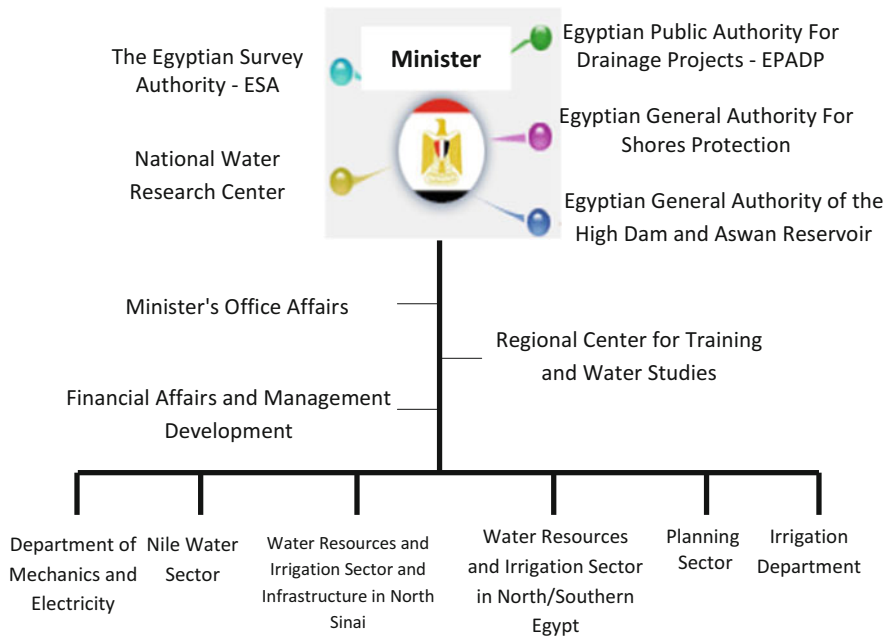 Minister
The Egyptian Survey
Authority - ESA
National Water
Research Center
Egyptian Public Authority For
Drainage Projects - EPADP
Egyptian General Authority For
Shores Protection
Egyptian General Authority of the
High Dam and Aswan Reservoir
Minister's Office Affairs
Regional Center for Training
and Water Studies
Financial Affairs and Management
Development
Department of
Mechanics and
Electricity
Nile Water
Sector
Water Resources and
Irrigation Sector and
Infrastructure in North
Sinai
Water Resources
and Irrigation Sector
in North/Southern
Egypt
Planning
Sector
Irrigation
Department